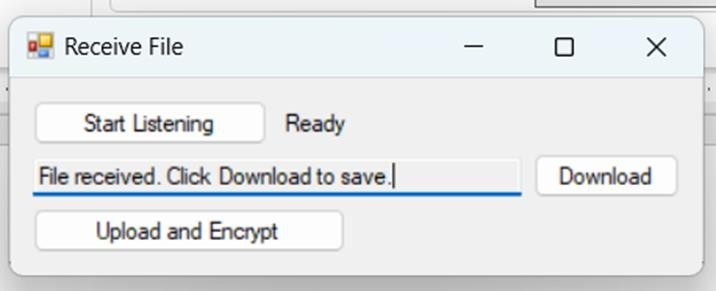 Receive File
Start Listening Ready
File received. Click Download to save. Download
Upload and Encrypt